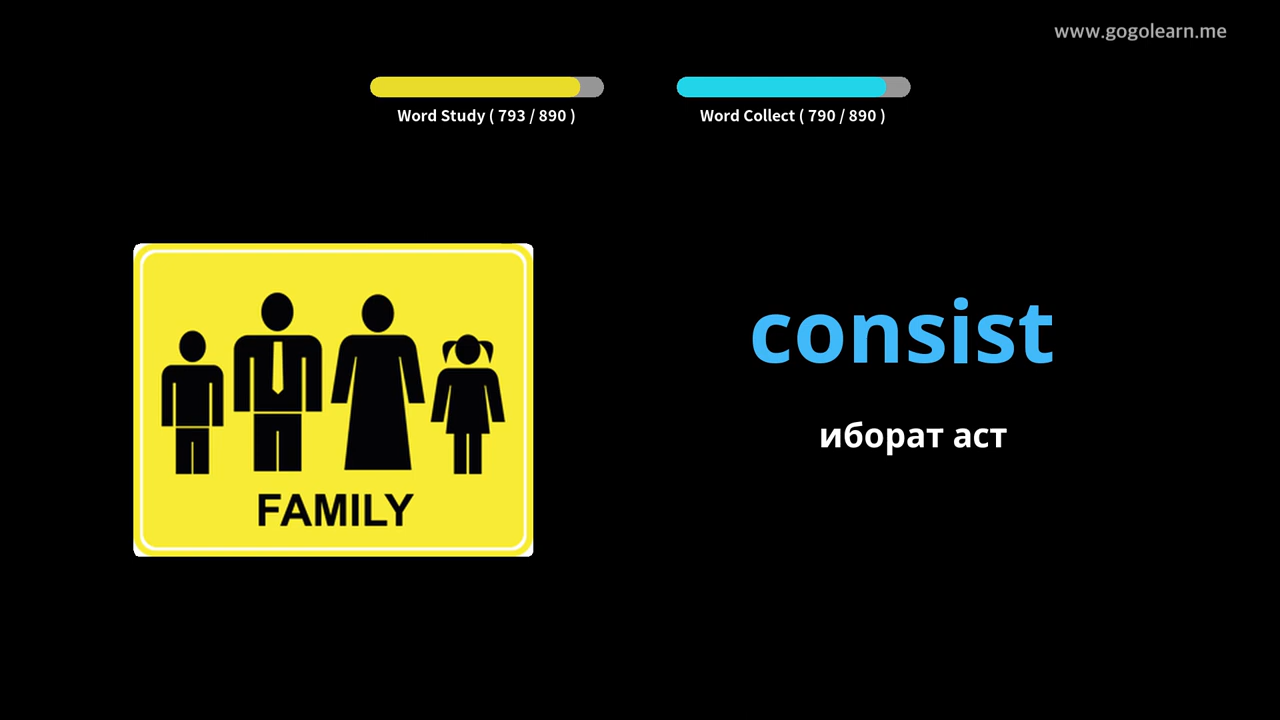 www.gogolearn.me
Word Study ( 793 / 890 )
Word Collect ( 790 / 890 )
consist
иборат аст
FAMILY